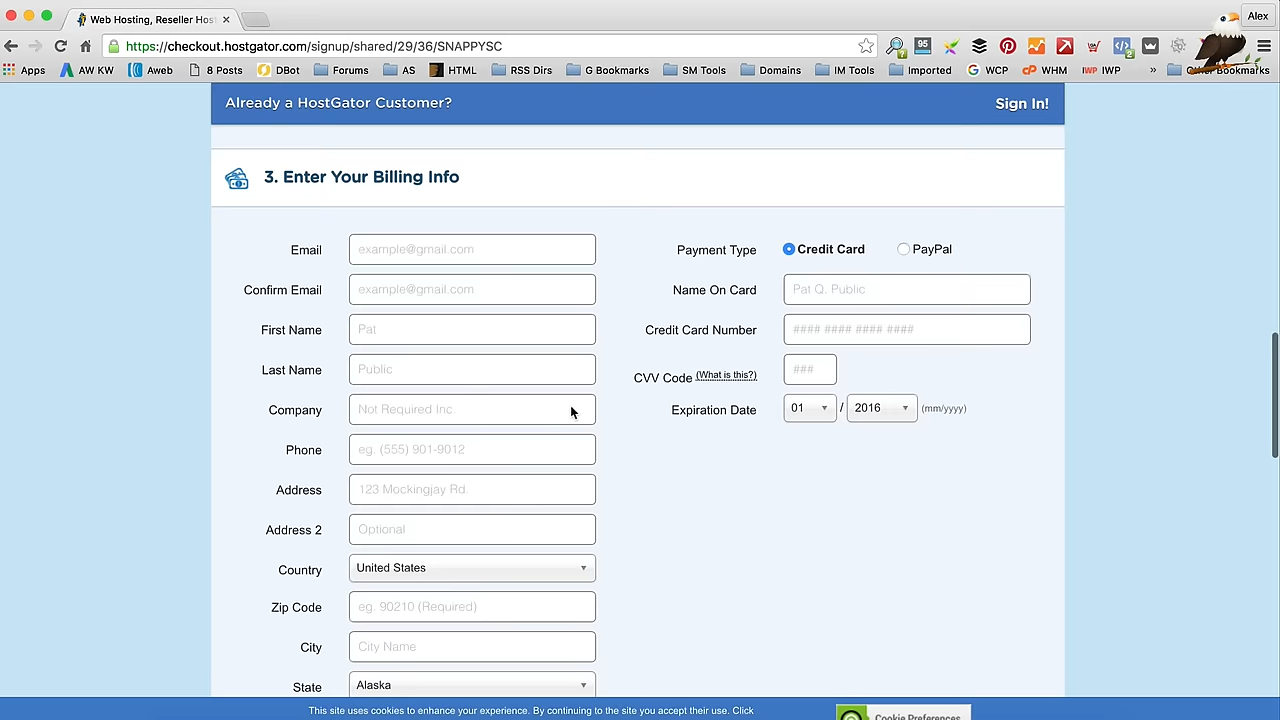 Web Hosting, Reseller Hos
Alex
https://checkout.hostgator.com/signup/shared/29/36/SNAPPYSC
95
2
Apps AW KW Aweb 8 Posts DBot Forums AS HTML RSS Dirs G Bookmarks SM Tools Domains IM Tools Imported WCP WHM IWP IWP » Other Bookmarks
Already a HostGator Customer? Sign In!
3. Enter Your Billing Info
Email example@gmail.com
Payment Type Credit Card PayPal
Confirm Email example@gmail.com
Name On Card Pat Q. Public
First Name Pat
Credit Card Number #### #### #### ####
Last Name Public
CVV Code (What is this?) ###
Company Not Required Inc.
Expiration Date 01 / 2016 (mm/yyyy)
Phone eg. (555) 901-9012
Address 123 Mockingjay Rd.
Address 2 Optional
Country United States
Zip Code eg. 90210 (Required)
City City Name
State Alaska
This site uses cookies to enhance your experience. By continuing to the site you accept their use. Click
Cookie Preferences